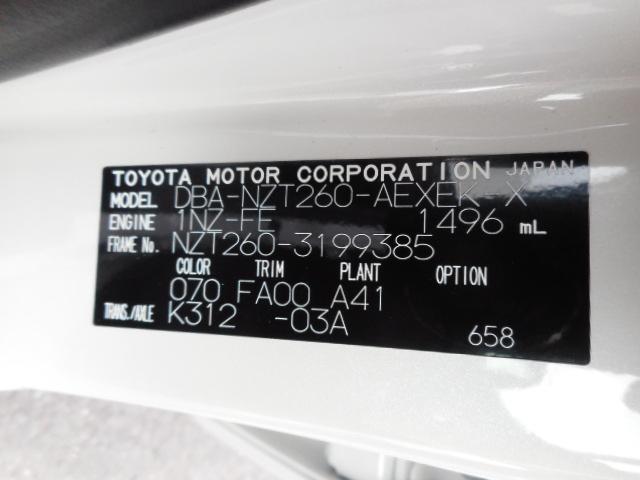 TOYOTA MOTOR CORPORATION JAPAN
MODEL DBA-NZT260-AEXEK-X
ENGINE 1NZ-FE 1496 mL
FRAME No. NZT260-3199385
COLOR TRIM PLANT OPTION
070 FA00 A41
TRANS./AXLE K312 -03A
658